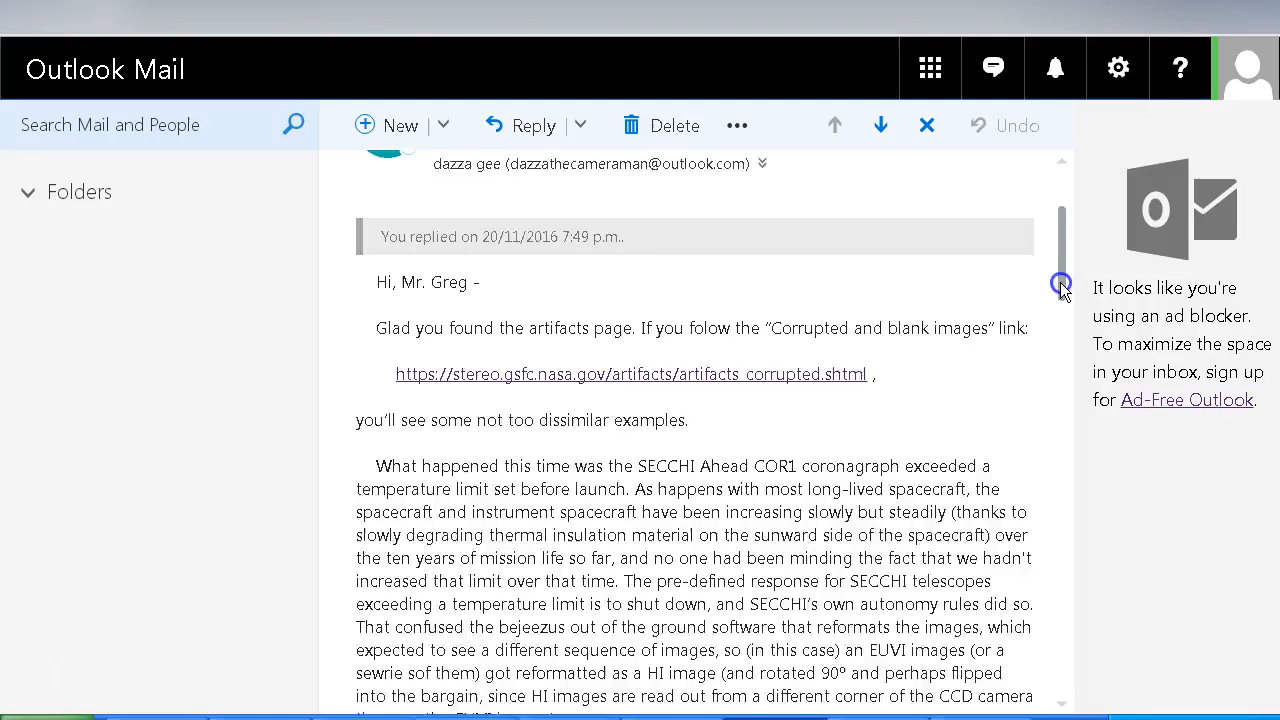 Outlook Mail
?
Search Mail and People
New
Reply
Delete
Undo
Folders
dazza gee (dazzathecameraman@outlook.com)
You replied on 20/11/2016 7:49 p.m..
Hi, Mr. Greg -
Glad you found the artifacts page. If you folow the “Corrupted and blank images” link:
https://stereo.gsfc.nasa.gov/artifacts/artifacts_corrupted.shtml ,
you’ll see some not too dissimilar examples.
What happened this time was the SECCHI Ahead COR1 coronagraph exceeded a
temperature limit set before launch. As happens with most long-lived spacecraft, the
spacecraft and instrument spacecraft have been increasing slowly but steadily (thanks to
slowly degrading thermal insulation material on the sunward side of the spacecraft) over
the ten years of mission life so far, and no one had been minding the fact that we hadn't
increased that limit over that time. The pre-defined response for SECCHI telescopes
exceeding a temperature limit is to shut down, and SECCHI’s own autonomy rules did so.
That confused the bejeezus out of the ground software that reformats the images, which
expected to see a different sequence of images, so (in this case) an EUVI images (or a
sewrie sof them) got reformatted as a HI image (and rotated 90° and perhaps flipped
into the bargain, since HI images are read out from a different corner of the CCD camera
O
It looks like you're
using an ad blocker.
To maximize the space
in your inbox, sign up
for Ad-Free Outlook.